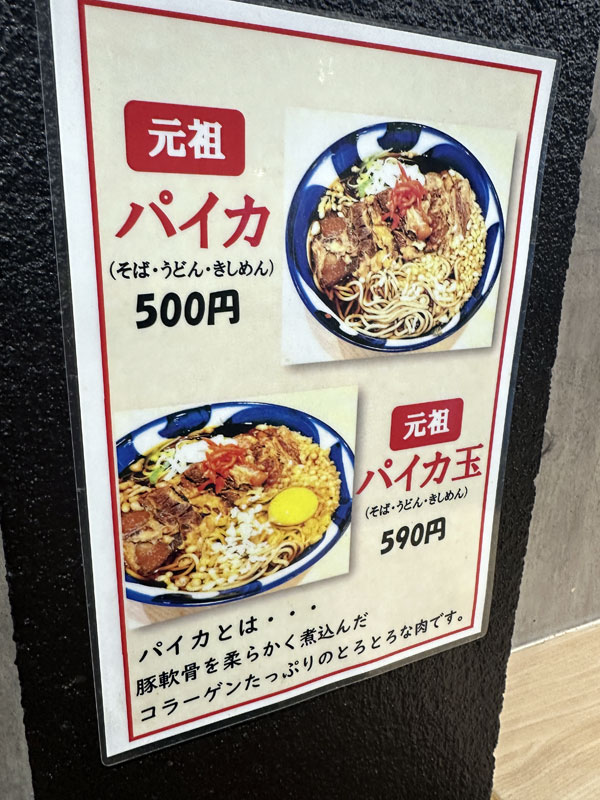 元祖
パイカ
(そば・うどん・きしめん)
500円
元祖
パイカ玉
(そば・うどん・きしめん)
590円
パイカとは・・・
豚軟骨を柔らかく煮込んだ
コラーゲンたっぷりのとろとろな肉です。